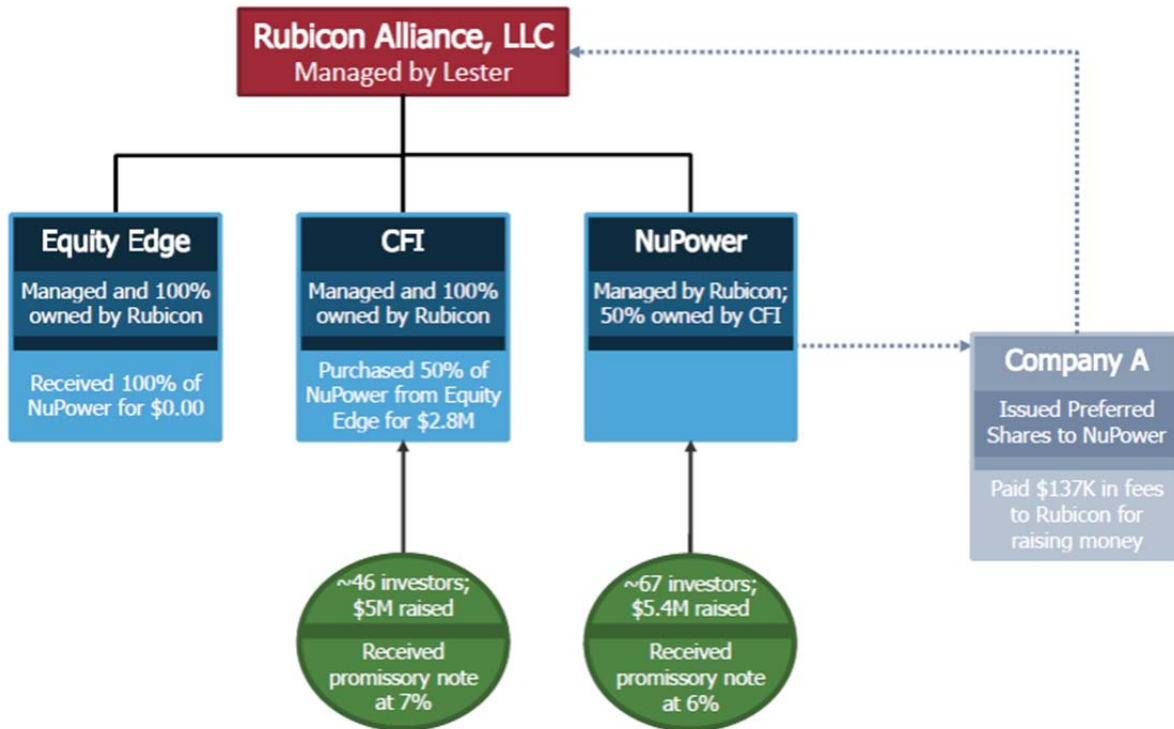 Rubicon Alliance, LLC
Managed by Lester
Equity Edge
Managed and 100%
owned by Rubicon
Received 100% of
NuPower for $0.00
CFI
Managed and 100%
owned by Rubicon
Purchased 50% of
NuPower from Equity
Edge for $2.8M
NuPower
Managed by Rubicon;
50% owned by CFI
Company A
Issued Preferred
Shares to NuPower
Paid $137K in fees
to Rubicon for
raising money
~46 investors;
$5M raised
Received
promissory note
at 7%
~67 investors;
$5.4M raised
Received
promissory note
at 6%